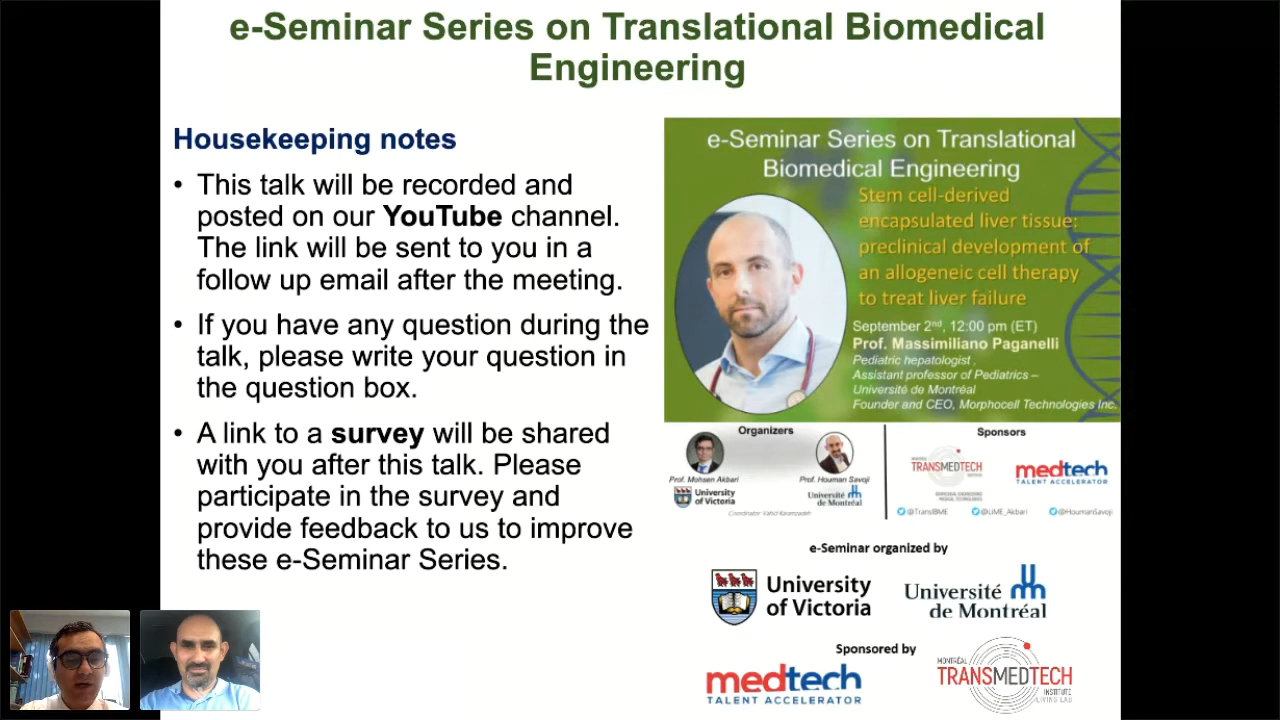 e-Seminar Series on Translational Biomedical
Engineering
Housekeeping notes
• This talk will be recorded and
posted on our YouTube channel.
The link will be sent to you in a
follow up email after the meeting.
• If you have any question during the
talk, please write your question in
the question box.
• A link to a survey will be shared
with you after this talk. Please
participate in the survey and
provide feedback to us to improve
these e-Seminar Series.
e-Seminar Series on Translational
Biomedical Engineering
Stem cell-derived
encapsulated liver tissue:
preclinical development of
an allogeneic cell therapy
to treat liver failure
September 2nd, 12:00 pm (ET)
Prof. Massimiliano Paganelli
Pediatric hepatologist,
Assistant professor of Pediatrics –
Université de Montréal
Founder and CEO, Morphocell Technologies Inc.
Organizers
Prof. Mohsen Akbari
Prof. Houman Savoji
University
of Victoria
Université
de Montréal
Coordinator: Vahid Karamzadeh
Sponsors
TRANSMEDTECH
medtech
TALENT ACCELERATOR
@TransBME
@LIME_Akbari
@HoumanSavoji
e-Seminar organized by
University
of Victoria
Université
de Montréal
Sponsored by
medtech
TALENT ACCELERATOR
MONTRÉAL
TRANSMEDTECH
INSTITUTE
LIVING LAB